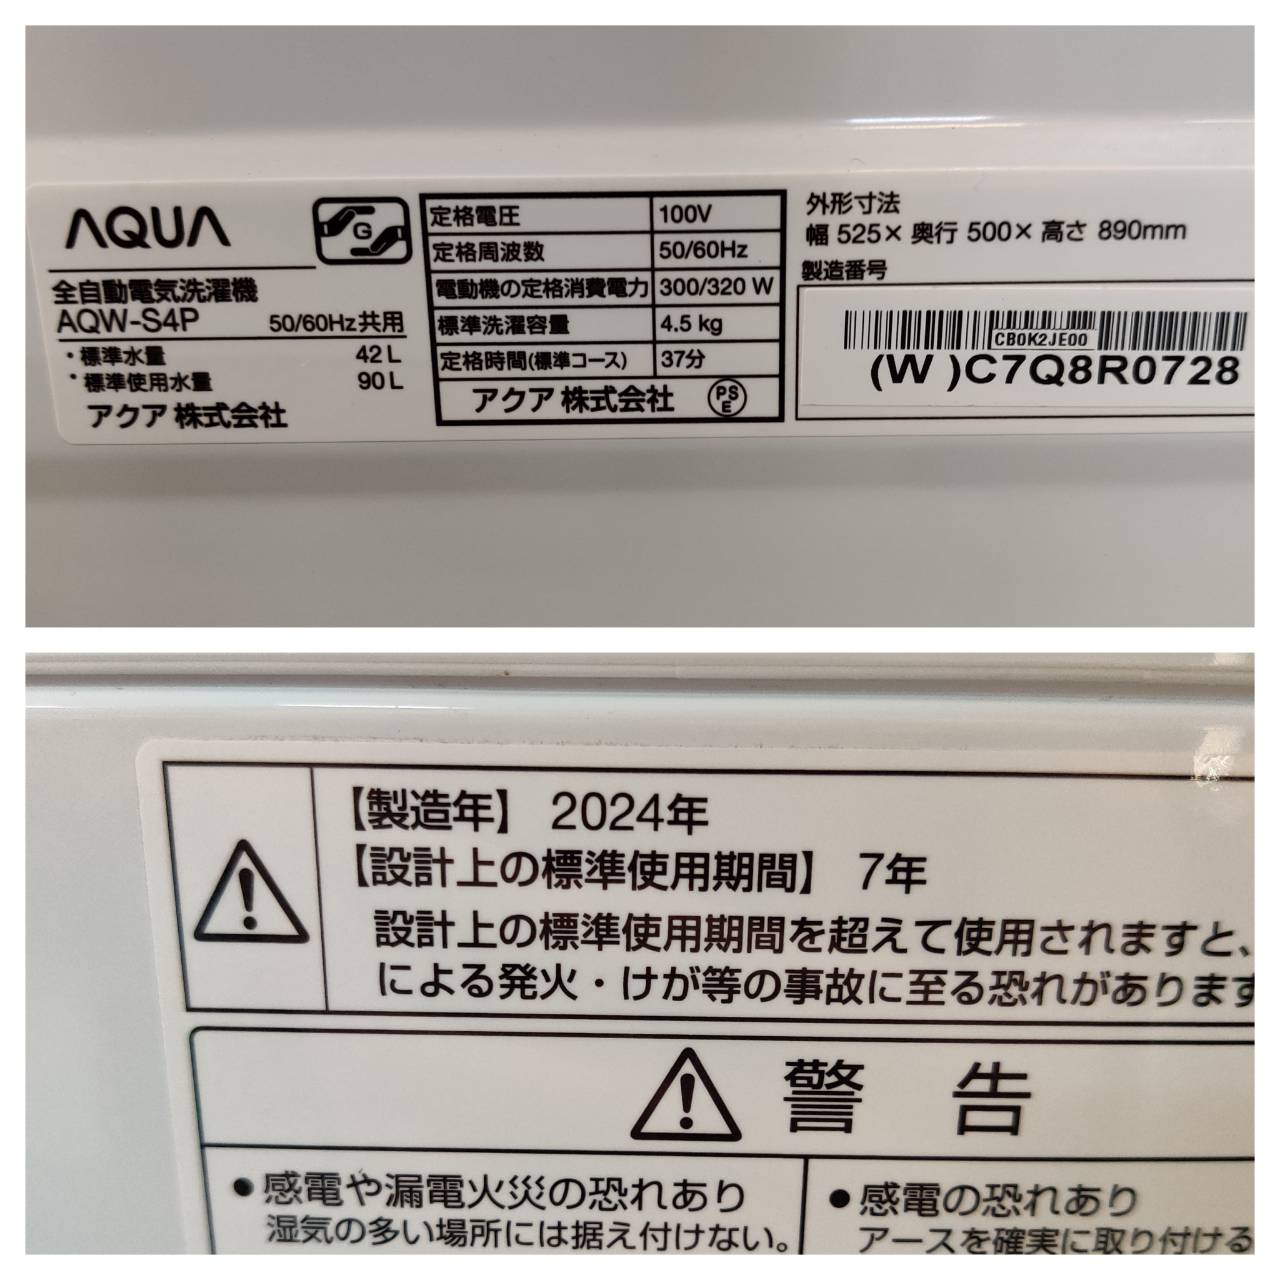 AQUA
G
全自動電気洗濯機
AQW-S4P 50/60Hz共用
・標準水量 42L
・標準使用水量 90L
アクア 株式会社
定格電圧 100V
定格周波数 50/60Hz
電動機の定格消費電力 300/320 W
標準洗濯容量 4.5 kg
定格時間(標準コース) 37分
アクア 株式会社 PSE
外形寸法
幅 525×奥行 500×高さ 890mm
製造番号
CB0K2JE00
(W )C7Q8R0728
【製造年】 2024年
【設計上の標準使用期間】 7年
設計上の標準使用期間を超えて使用されますと、
による発火・けが等の事故に至る恐れがあります
警 告
●感電や漏電火災の恐れあり
湿気の多い場所には据え付けない。
●感電の恐れあり
アースを確実に取り付ける